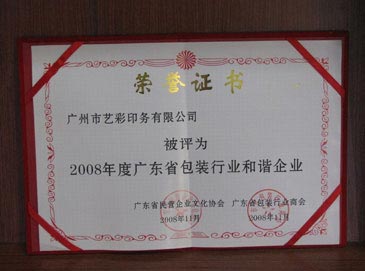 荣誉证书
广州市艺彩印务有限公司
被评为
2008年度广东省包装行业和谐企业
广东省民营企业文化协会 广东省包装行业商会
2008年11月 2008年11月